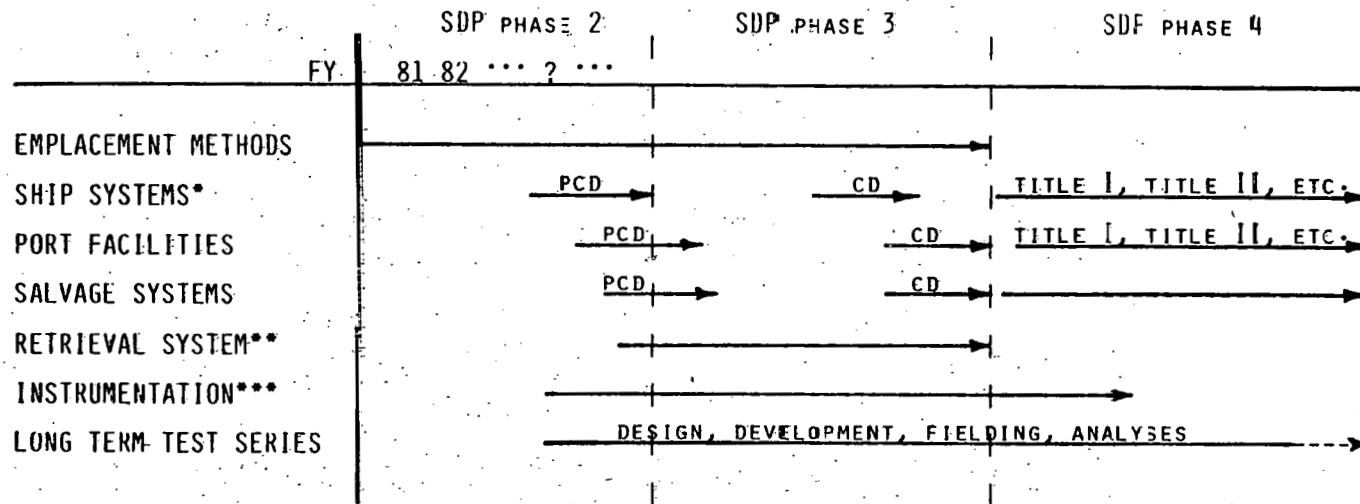 SDP PHASE 2 SDP PHASE 3 SDP PHASE 4
FY 81 82 ••• ? •••
EMPLACEMENT METHODS
SHIP SYSTEMS* PCD CD TITLE I, TITLE II, ETC.
PORT FACILITIES PCD CD TITLE I, TITLE II, ETC.
SALVAGE SYSTEMS PCD CD
RETRIEVAL SYSTEM**
INSTRUMENTATION***
LONG TERM TEST SERIES DESIGN, DEVELOPMENT, FIELDING, ANALYSES